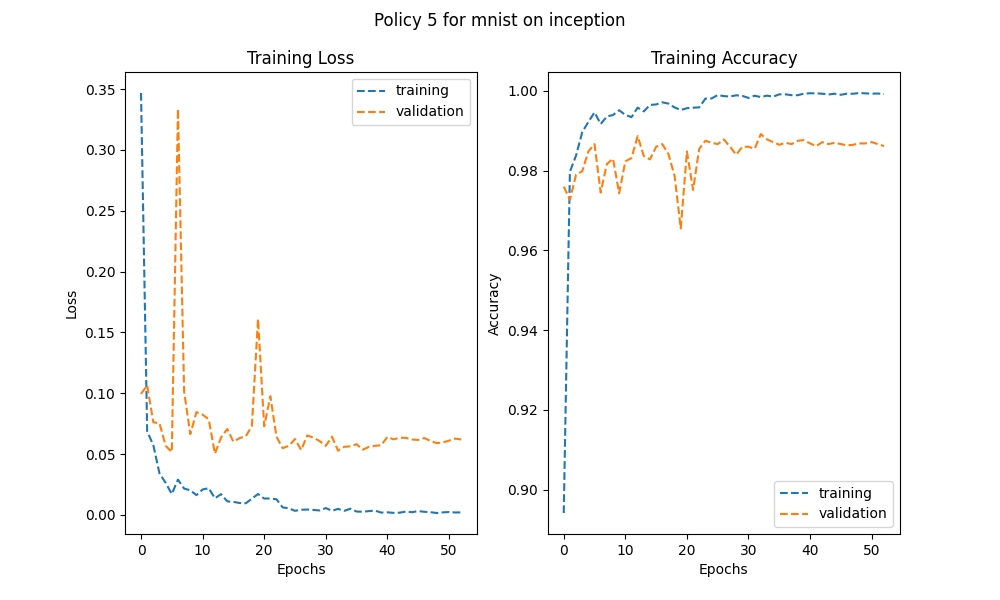 Policy 5 for mnist on inception
Training Loss
Loss
0.35
0.30
0.25
0.20
0.15
0.10
0.05
0.00
training
validation
0 10 20 30 40 50
Epochs
Training Accuracy
Accuracy
1.00
0.98
0.96
0.94
0.92
0.90
training
validation
0 10 20 30 40 50
Epochs